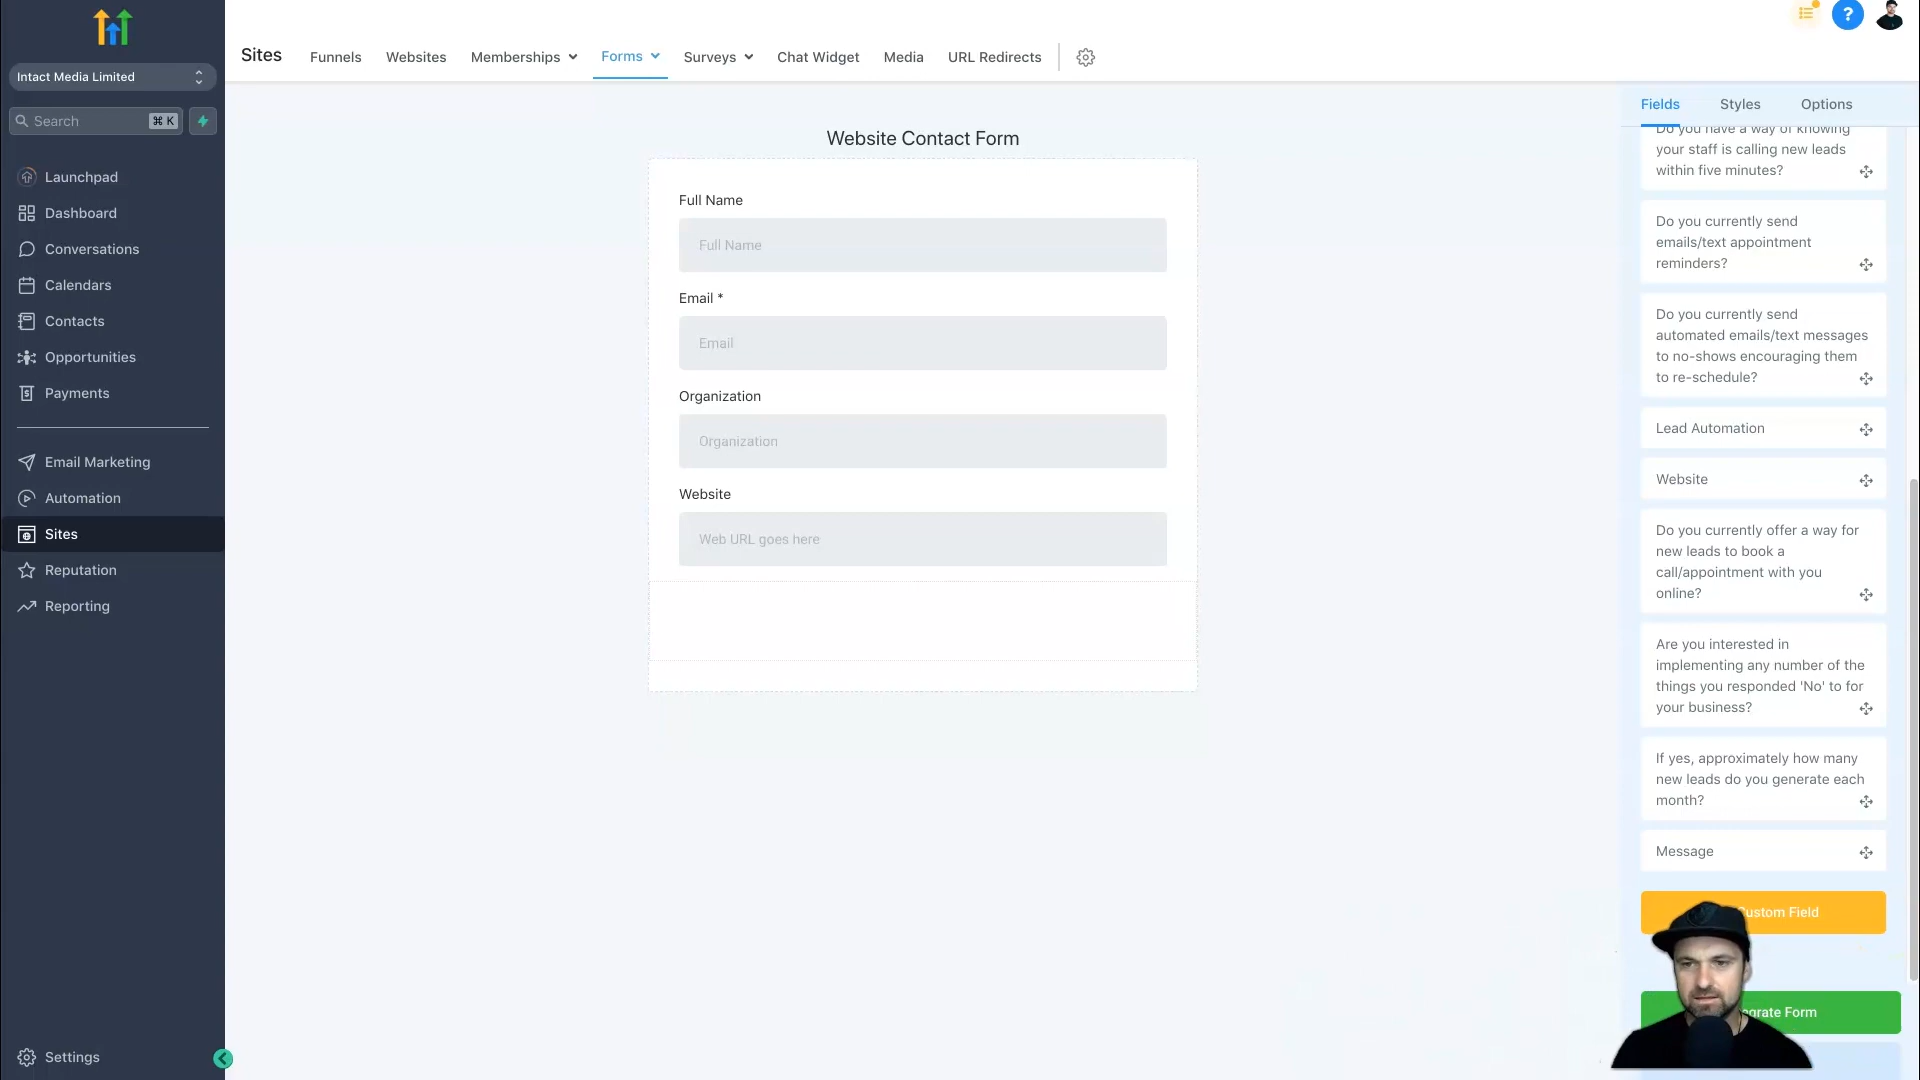 Intact Media Limited
Search
⌘ K
Launchpad
Dashboard
Conversations
Calendars
Contacts
Opportunities
Payments
Email Marketing
Automation
Sites
Reputation
Reporting
Settings
Sites
Funnels
Websites
Memberships
Forms
Surveys
Chat Widget
Media
URL Redirects
?
Website Contact Form
Full Name
Full Name
Email *
Email
Organization
Organization
Website
Web URL goes here
Fields
Styles
Options
Do you have a way of knowing
your staff is calling new leads
within five minutes?
Do you currently send
emails/text appointment
reminders?
Do you currently send
automated emails/text messages
to no-shows encouraging them
to re-schedule?
Lead Automation
Website
Do you currently offer a way for
new leads to book a
call/appointment with you
online?
Are you interested in
implementing any number of the
things you responded 'No' to for
your business?
If yes, approximately how many
new leads do you generate each
month?
Message
Custom Field
Form